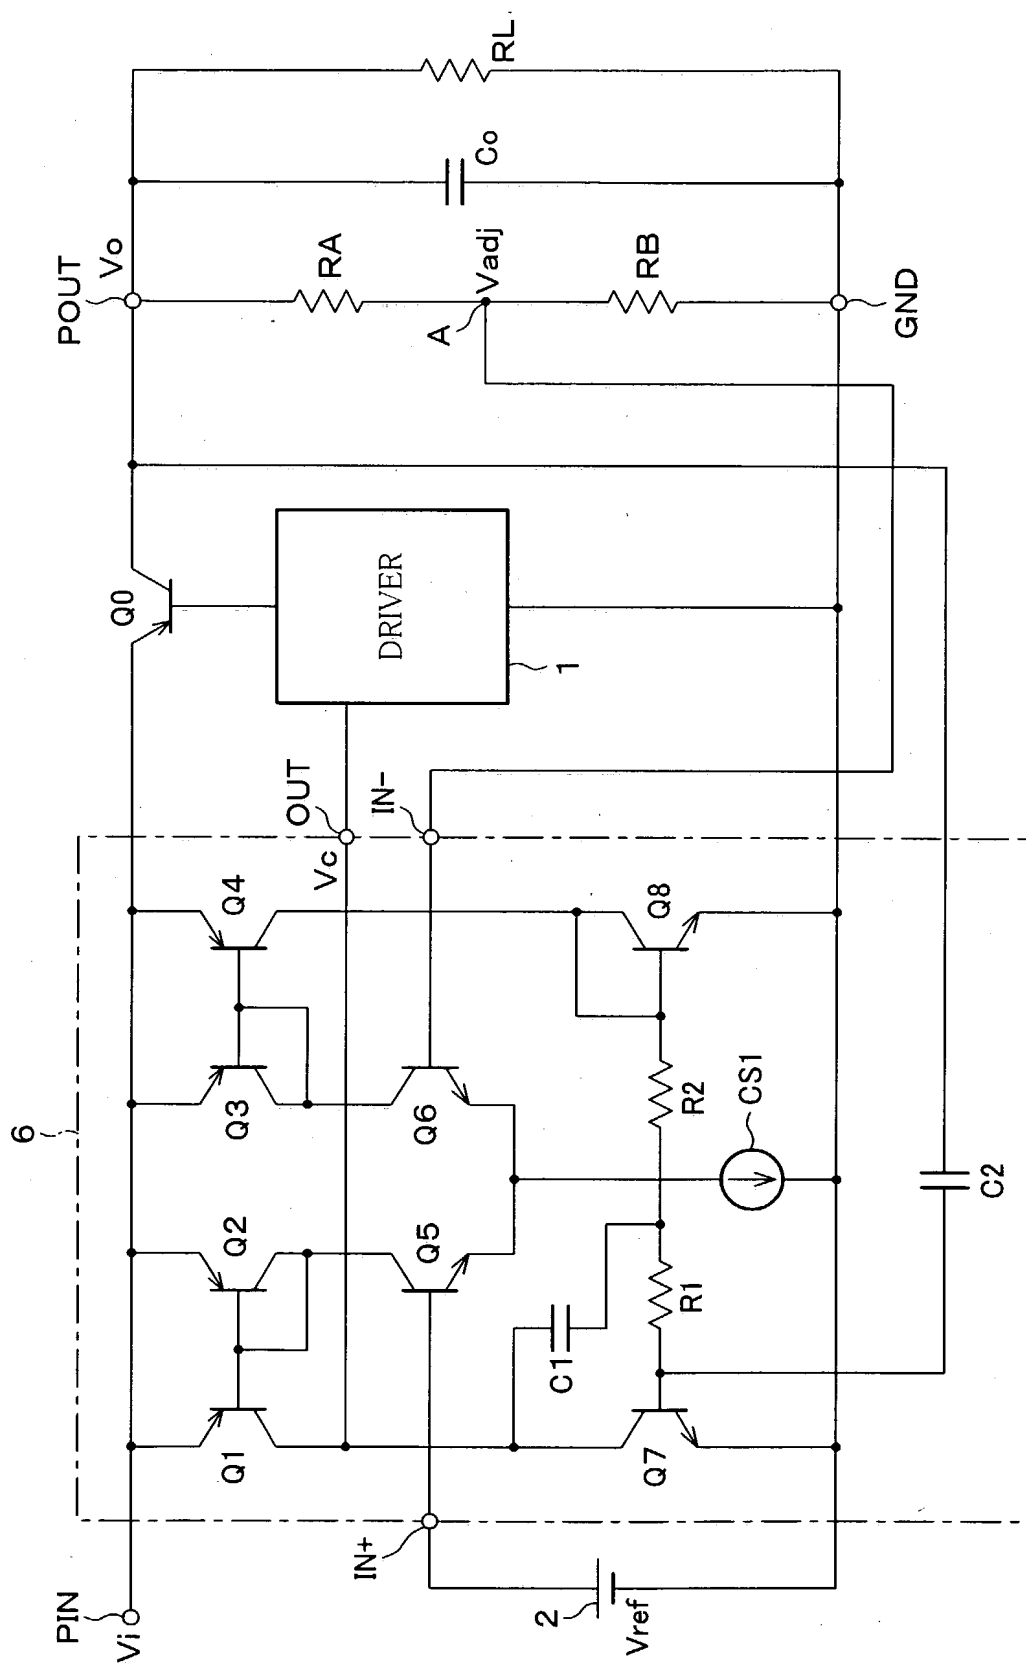 PIN
Vi
POUT
Vo
Q0
6
Q1
Q2
Q3
Q4
OUT
Vc
DRIVER
1
RA
Co
RL
IN+
IN-
Q5
Q6
A
Vadj
C1
R1
R2
Q7
Q8
RB
2
Vref
CS1
GND
C2